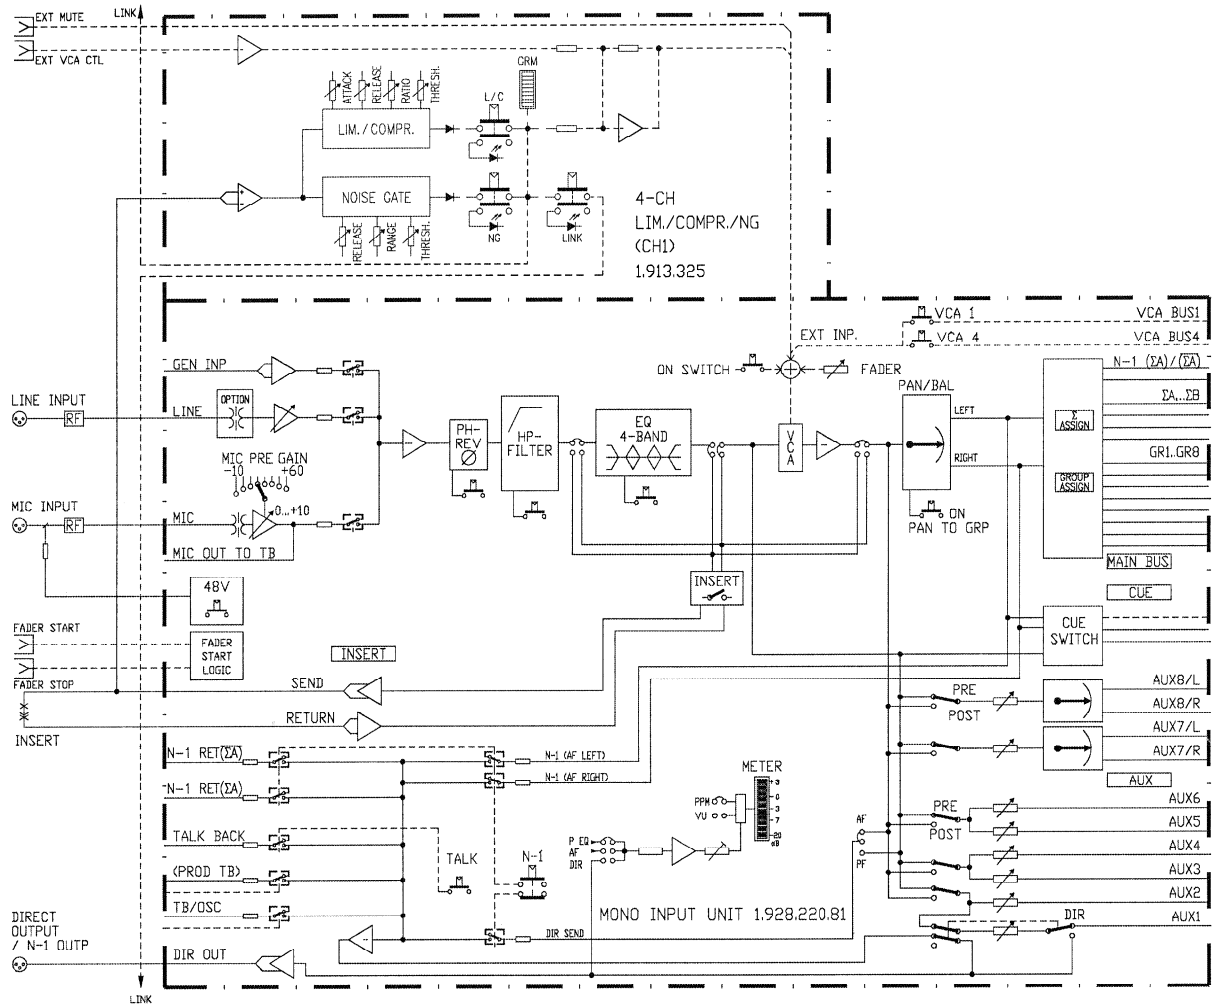 LINK
EXT MUTE
EXT VCA CTL
ATTACK
RELEASE
RATIO
THRESH.
GRM
L/C
LIM./COMPR.
NOISE GATE
RELEASE
RANGE
THRESH.
NG
LINK
4-CH
LIM./COMPR./NG
(CH1)
1.913.325
VCA 1
VCA BUS1
EXT INP.
VCA 4
VCA BUS4
GEN INP
ON SWITCH
FADER
N-1 (ΣA)/(ΣA)
LINE INPUT
RF
LINE
OPTION
PAN/BAL
LEFT
RIGHT
ΣA,..ΣB
Σ
ASSIGN
GR1..GR8
GROUP
ASSIGN
PH-
REV
HP-
FILTER
EQ
4-BAND
VCA
MIC PRE GAIN
-10
+60
0...+10
MIC INPUT
RF
MIC
MIC OUT TO TB
ON
PAN TO GRP
MAIN BUS
48V
INSERT
CUE
CUE
SWITCH
FADER START
FADER
START
LOGIC
FADER STOP
INSERT
SEND
RETURN
INSERT
PRE
POST
AUX8/L
AUX8/R
AUX7/L
AUX7/R
AUX
N-1 RET(ΣA)
N-1 (AF LEFT)
N-1 (AF RIGHT)
N-1 RET(ΣA)
METER
+3
0
3
7
20
dB
PPM
VU
PRE
POST
AUX6
AUX5
AUX4
AUX3
AUX2
AUX1
TALK BACK
(PROD TB)
TB/OSC
TALK
N-1
P EQ
AF
DIR
AF
PF
MONO INPUT UNIT 1.928.220.81
DIR
DIR SEND
DIRECT
OUTPUT
/ N-1 OUTP
DIR OUT
LINK